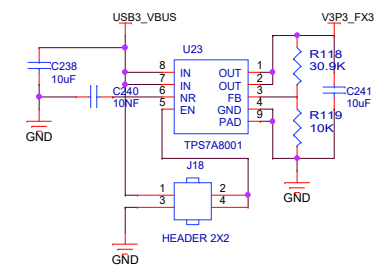 USB3_VBUS
V3P3_FX3
U23
C238
10uF
C240
10NF
8 IN OUT 1
7 IN OUT 2
6 NR FB 3
5 EN GND 4
PAD 9
TPS7A8001
R118
30.9K
C241
10uF
R119
10K
GND
GND
J18
1 2
3 4
HEADER 2X2
GND